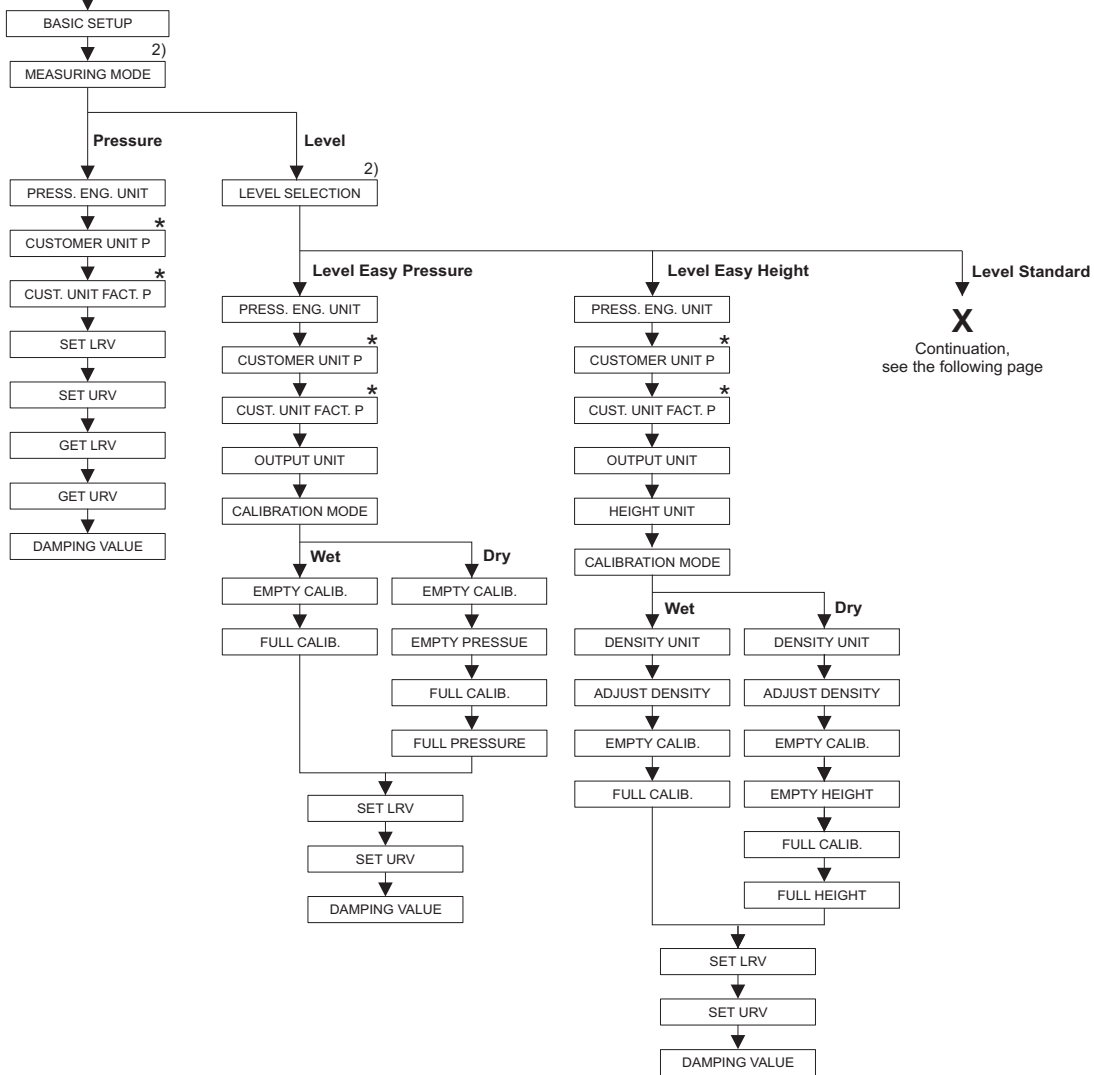 BASIC SETUP
2)
MEASURING MODE
Pressure
PRESS. ENG. UNIT
*
CUSTOMER UNIT P
*
CUST. UNIT FACT. P
SET LRV
SET URV
GET LRV
GET URV
DAMPING VALUE
Level
2)
LEVEL SELECTION
Level Easy Pressure
PRESS. ENG. UNIT
*
CUSTOMER UNIT P
*
CUST. UNIT FACT. P
OUTPUT UNIT
CALIBRATION MODE
Wet
EMPTY CALIB.
FULL CALIB.
Dry
EMPTY CALIB.
EMPTY PRESSUE
FULL CALIB.
FULL PRESSURE
SET LRV
SET URV
DAMPING VALUE
Level Easy Height
PRESS. ENG. UNIT
*
CUSTOMER UNIT P
*
CUST. UNIT FACT. P
OUTPUT UNIT
HEIGHT UNIT
CALIBRATION MODE
Wet
DENSITY UNIT
ADJUST DENSITY
EMPTY CALIB.
FULL CALIB.
Dry
DENSITY UNIT
ADJUST DENSITY
EMPTY CALIB.
EMPTY HEIGHT
FULL CALIB.
FULL HEIGHT
SET LRV
SET URV
DAMPING VALUE
Level Standard
X
Continuation,
see the following page